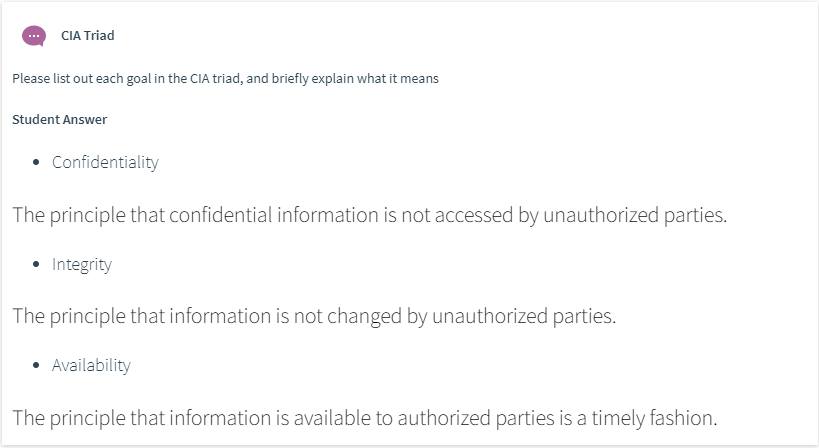 CIA Triad
Please list out each goal in the CIA triad, and briefly explain what it means
Student Answer
• Confidentiality
The principle that confidential information is not accessed by unauthorized parties.
• Integrity
The principle that information is not changed by unauthorized parties.
• Availability
The principle that information is available to authorized parties is a timely fashion.